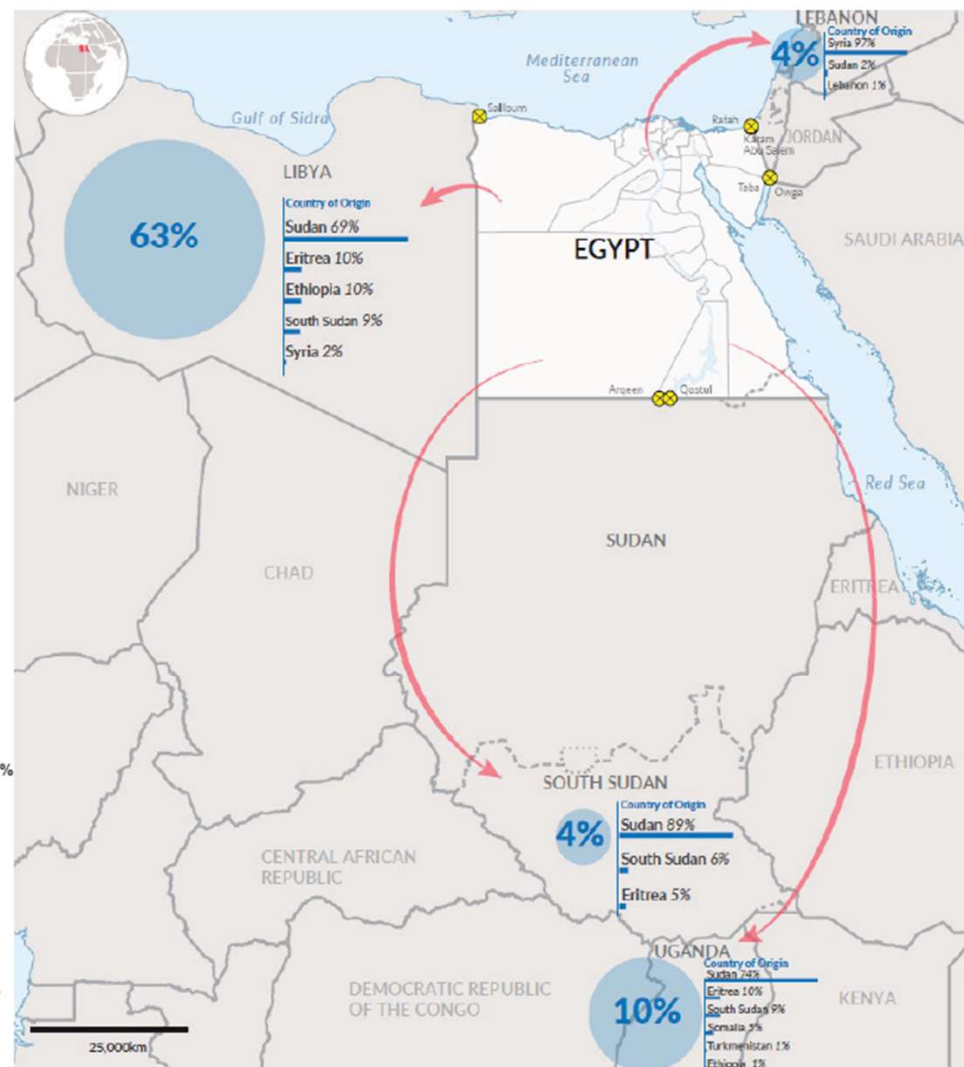 LEBANON
Country of Origin
4%
Syria 97%
Sudan 2%
Lebanon 1%
Mediterranean
Sea
Gulf of Sidra
Salloum
Rafah
Karam
Abu Salem
JORDAN
Taba
Owga
LIBYA
Country of Origin
63%
Sudan 69%
Eritrea 10%
Ethiopia 10%
South Sudan 9%
Syria 2%
EGYPT
SAUDI ARABIA
Arqeen
Qostul
NIGER
Red Sea
SUDAN
CHAD
ERITREA
%
ETHIOPIA
SOUTH SUDAN
Country of Origin
4%
Sudan 89%
South Sudan 6%
Eritrea 5%
CENTRAL AFRICAN
REPUBLIC
UGANDA
Country of Origin
10%
Sudan 74%
Eritrea 10%
South Sudan 9%
Somalia 5%
Turkmenistan 1%
Ethiopia 1%
DEMOCRATIC REPUBLIC
OF THE CONGO
KENYA
25,000km